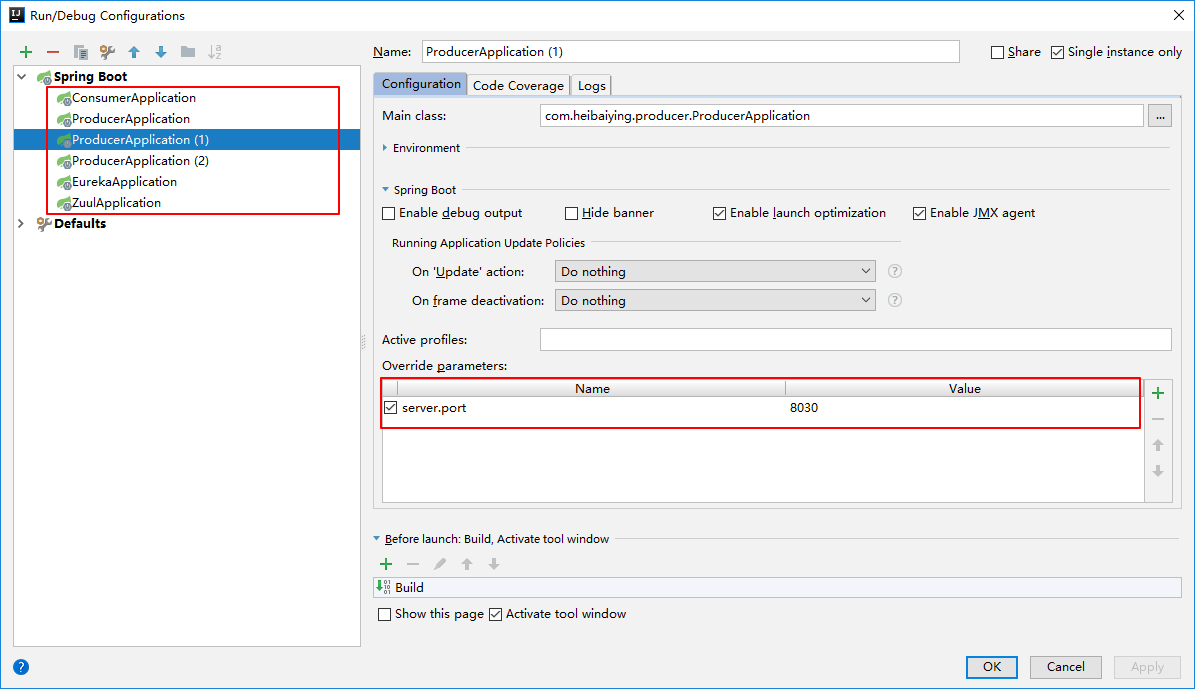 Run/Debug Configurations
Spring Boot
ConsumerApplication
ProducerApplication
ProducerApplication (1)
ProducerApplication (2)
EurekaApplication
ZuulApplication
Defaults
Name: ProducerApplication (1) Share Single instance only
Configuration Code Coverage Logs
Main class: com.heibaiying.producer.ProducerApplication ...
Environment
Spring Boot
Enable debug output Hide banner Enable launch optimization Enable JMX agent
Running Application Update Policies
On 'Update' action: Do nothing ?
On frame deactivation: Do nothing ?
Active profiles:
Override parameters:
Name Value
server.port 8030
Before launch: Build, Activate tool window
Build
Show this page Activate tool window
? OK Cancel Apply